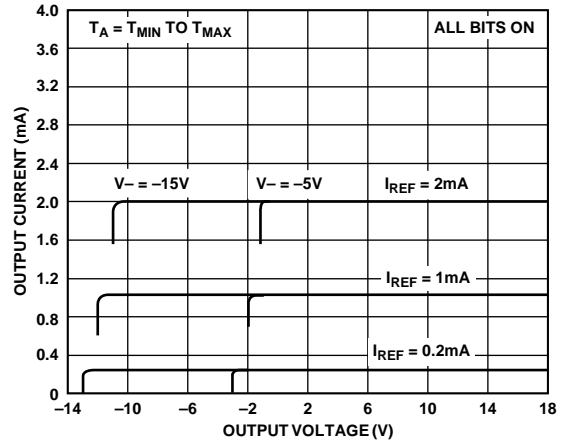 4.0
3.6
3.2
2.8
2.4
2.0
1.6
1.2
0.8
0.4
0
OUTPUT CURRENT (mA)
T_A = T_MIN TO T_MAX
ALL BITS ON
V– = –15V
V– = –5V
I_REF = 2mA
I_REF = 1mA
I_REF = 0.2mA
–14 –10 –6 –2 2 6 10 14 18
OUTPUT VOLTAGE (V)